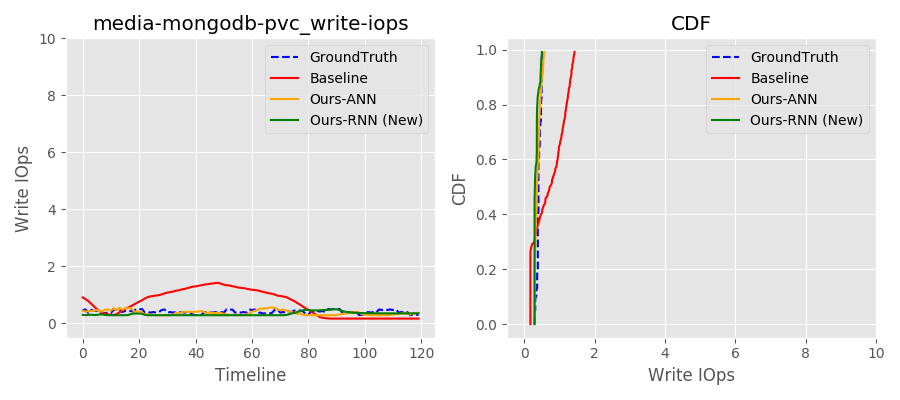 media-mongodb-pvc_write-iops
Write IOps
10
8
6
4
2
0
GroundTruth
Baseline
Ours-ANN
Ours-RNN (New)
0 20 40 60 80 100 120
Timeline
CDF
CDF
1.0
0.8
0.6
0.4
0.2
0.0
GroundTruth
Baseline
Ours-ANN
Ours-RNN (New)
0 2 4 6 8 10
Write IOps